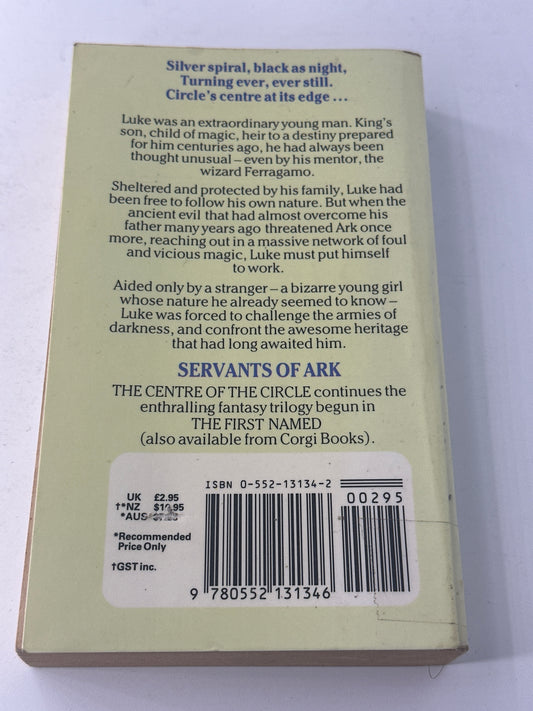 Silver spiral, black as night,
Turning ever, ever still.
Circle's centre at its edge ...
Luke was an extraordinary young man. King's
son, child of magic, heir to a destiny prepared
for him centuries ago, he had always been
thought unusual – even by his mentor, the
wizard Ferragamo.
Sheltered and protected by his family, Luke had
been free to follow his own nature. But when the
ancient evil that had almost overcome his
father many years ago threatened Ark once
more, reaching out in a massive network of foul
and vicious magic, Luke must put himself
to work.
Aided only by a stranger – a bizarre young girl
whose nature he already seemed to know –
Luke was forced to challenge the armies of
darkness, and confront the awesome heritage
that had long awaited him.
SERVANTS OF ARK
THE CENTRE OF THE CIRCLE continues the
enthralling fantasy trilogy begun in
THE FIRST NAMED
(also available from Corgi Books).
ISBN 0-552-13134-2
00295
UK £2.95
†*NZ
*AUS
*Recommended
Price Only
†GST inc.
9 780552 131346